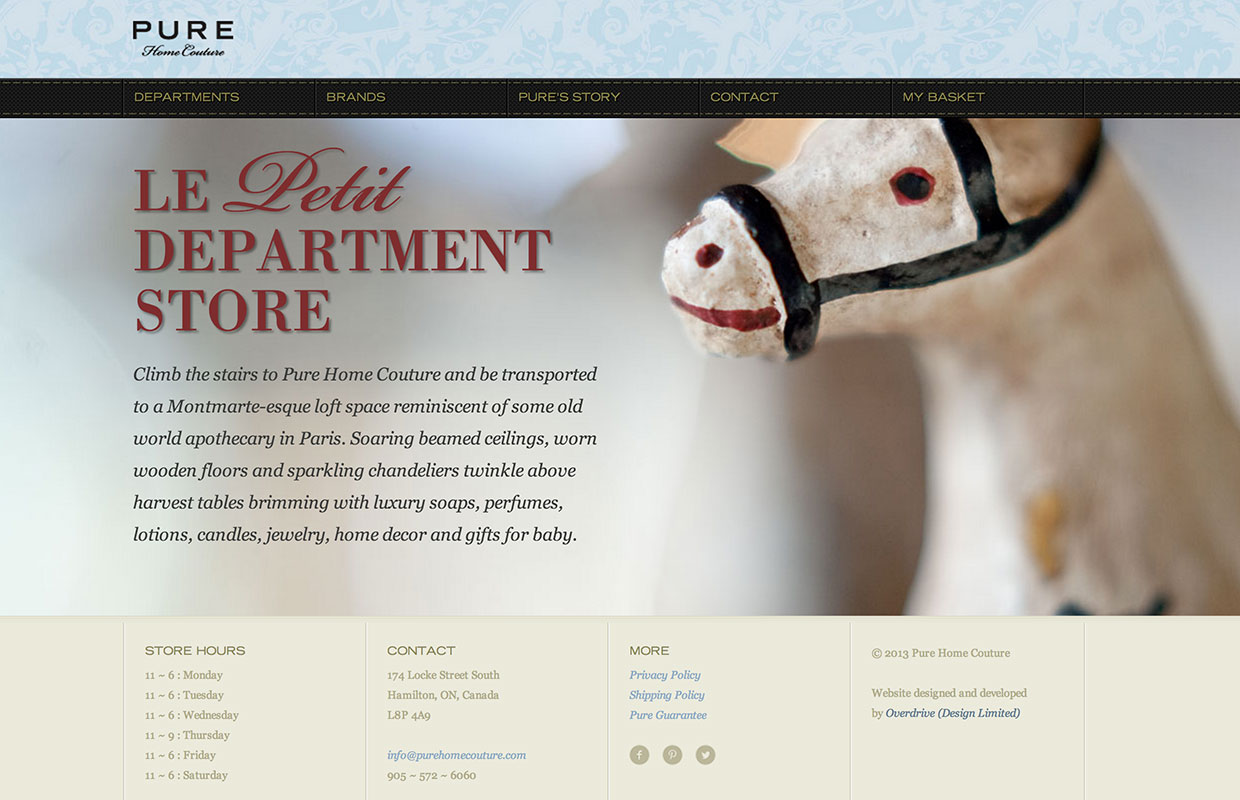 PURE
Home Couture
DEPARTMENTS
BRANDS
PURE'S STORY
CONTACT
MY BASKET
LE Petit
DEPARTMENT
STORE
Climb the stairs to Pure Home Couture and be transported
to a Montmarte-esque loft space reminiscent of some old
world apothecary in Paris. Soaring beamed ceilings, worn
wooden floors and sparkling chandeliers twinkle above
harvest tables brimming with luxury soaps, perfumes,
lotions, candles, jewelry, home decor and gifts for baby.
STORE HOURS
11 ~ 6 : Monday
11 ~ 6 : Tuesday
11 ~ 6 : Wednesday
11 ~ 9 : Thursday
11 ~ 6 : Friday
11 ~ 6 : Saturday
CONTACT
174 Locke Street South
Hamilton, ON, Canada
L8P 4A9
info@purehomecouture.com
905 ~ 572 ~ 6060
MORE
Privacy Policy
Shipping Policy
Pure Guarantee
© 2013 Pure Home Couture
Website designed and developed
by Overdrive (Design Limited)